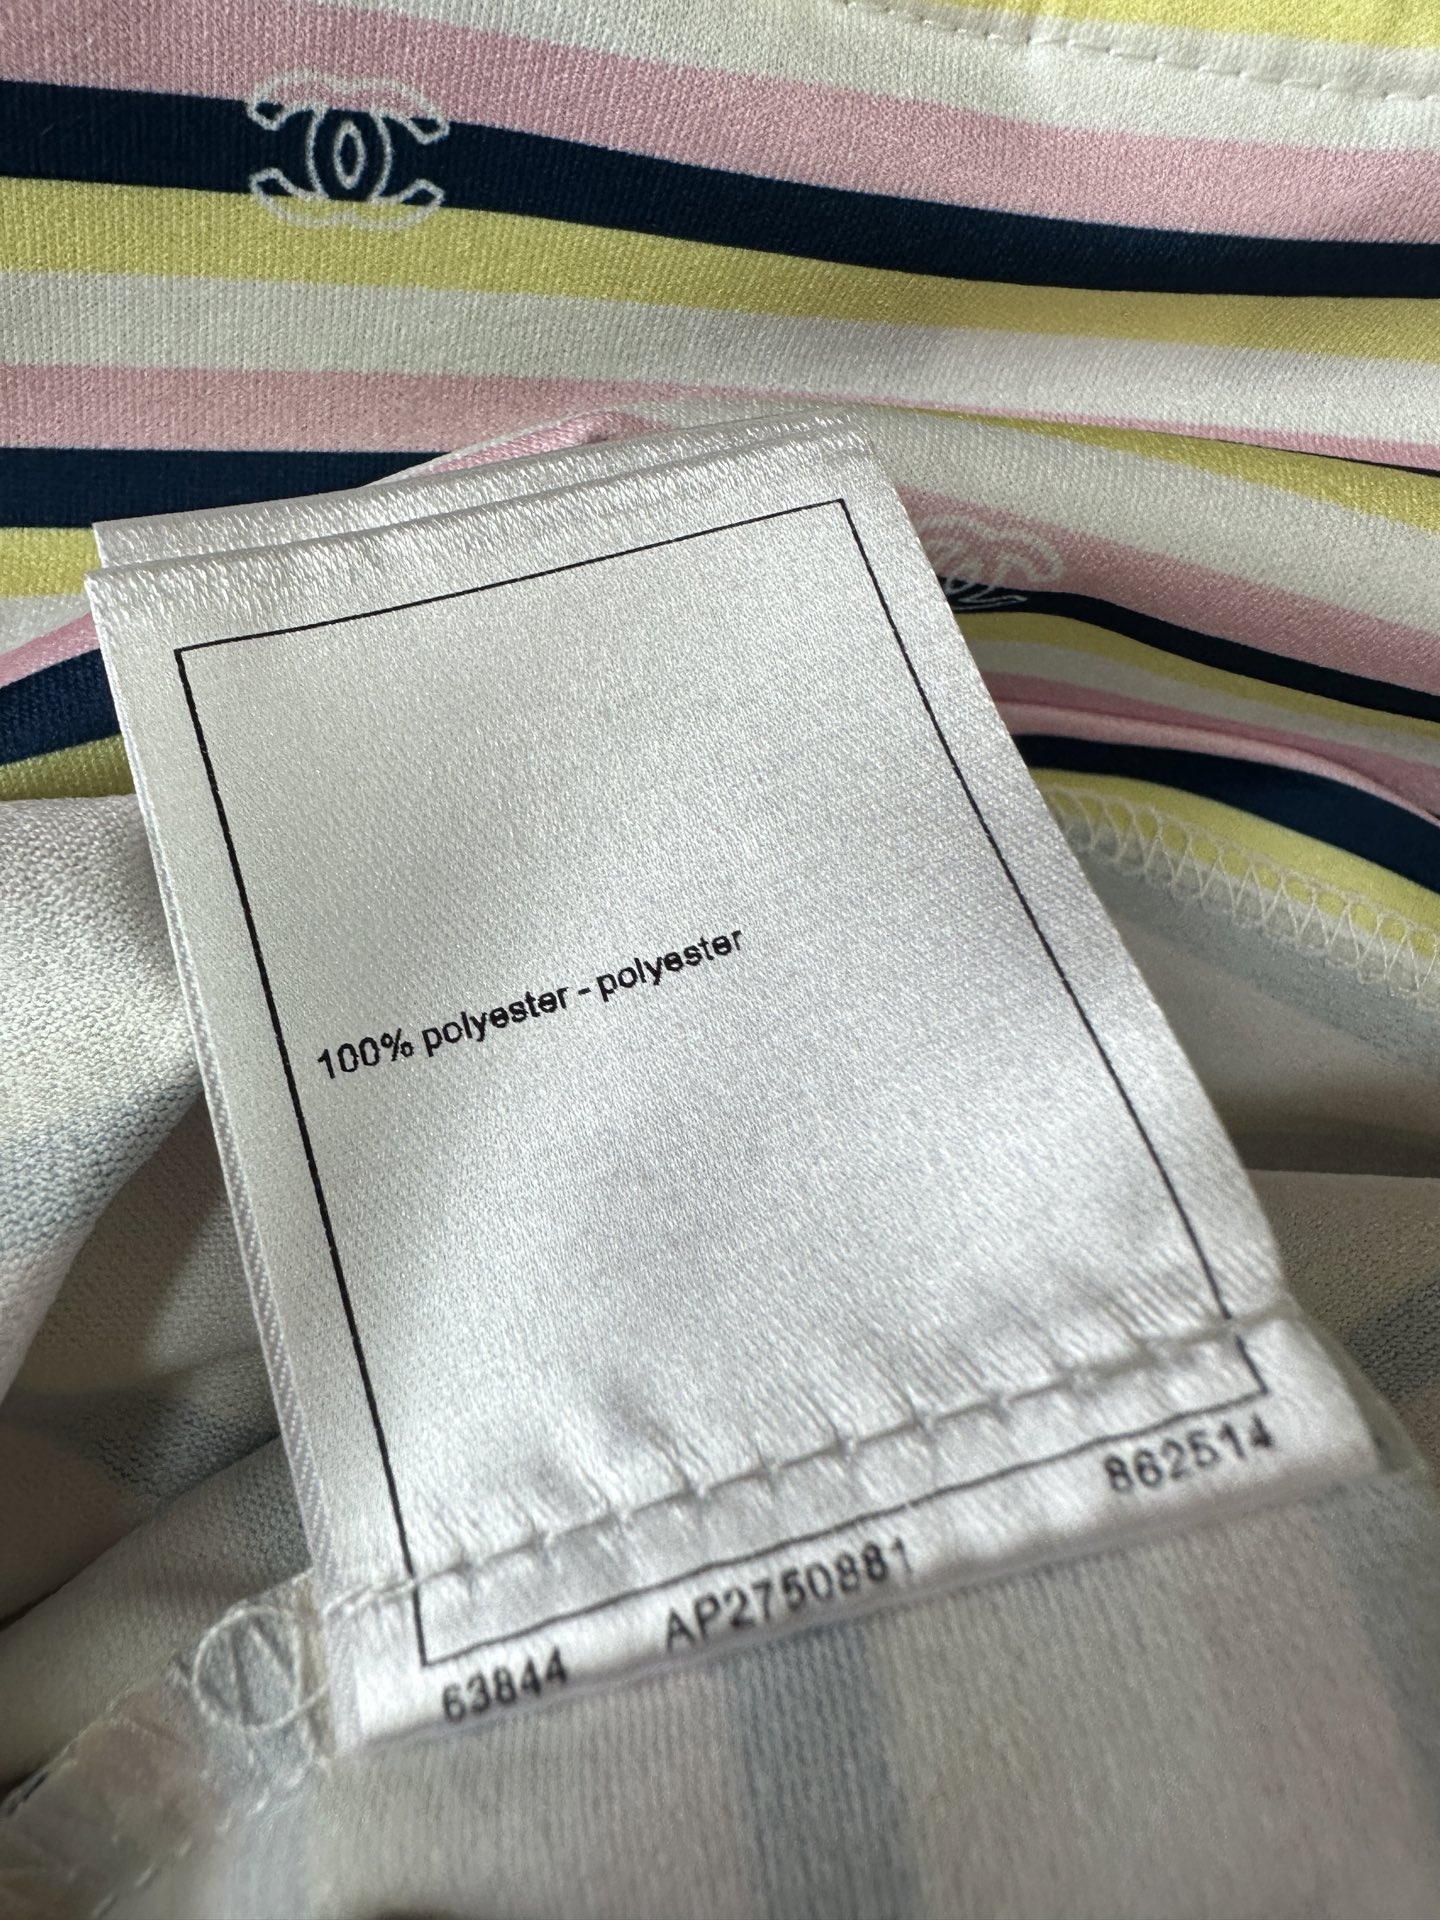 100% polyester - polyester
63844 AP2750881 862514